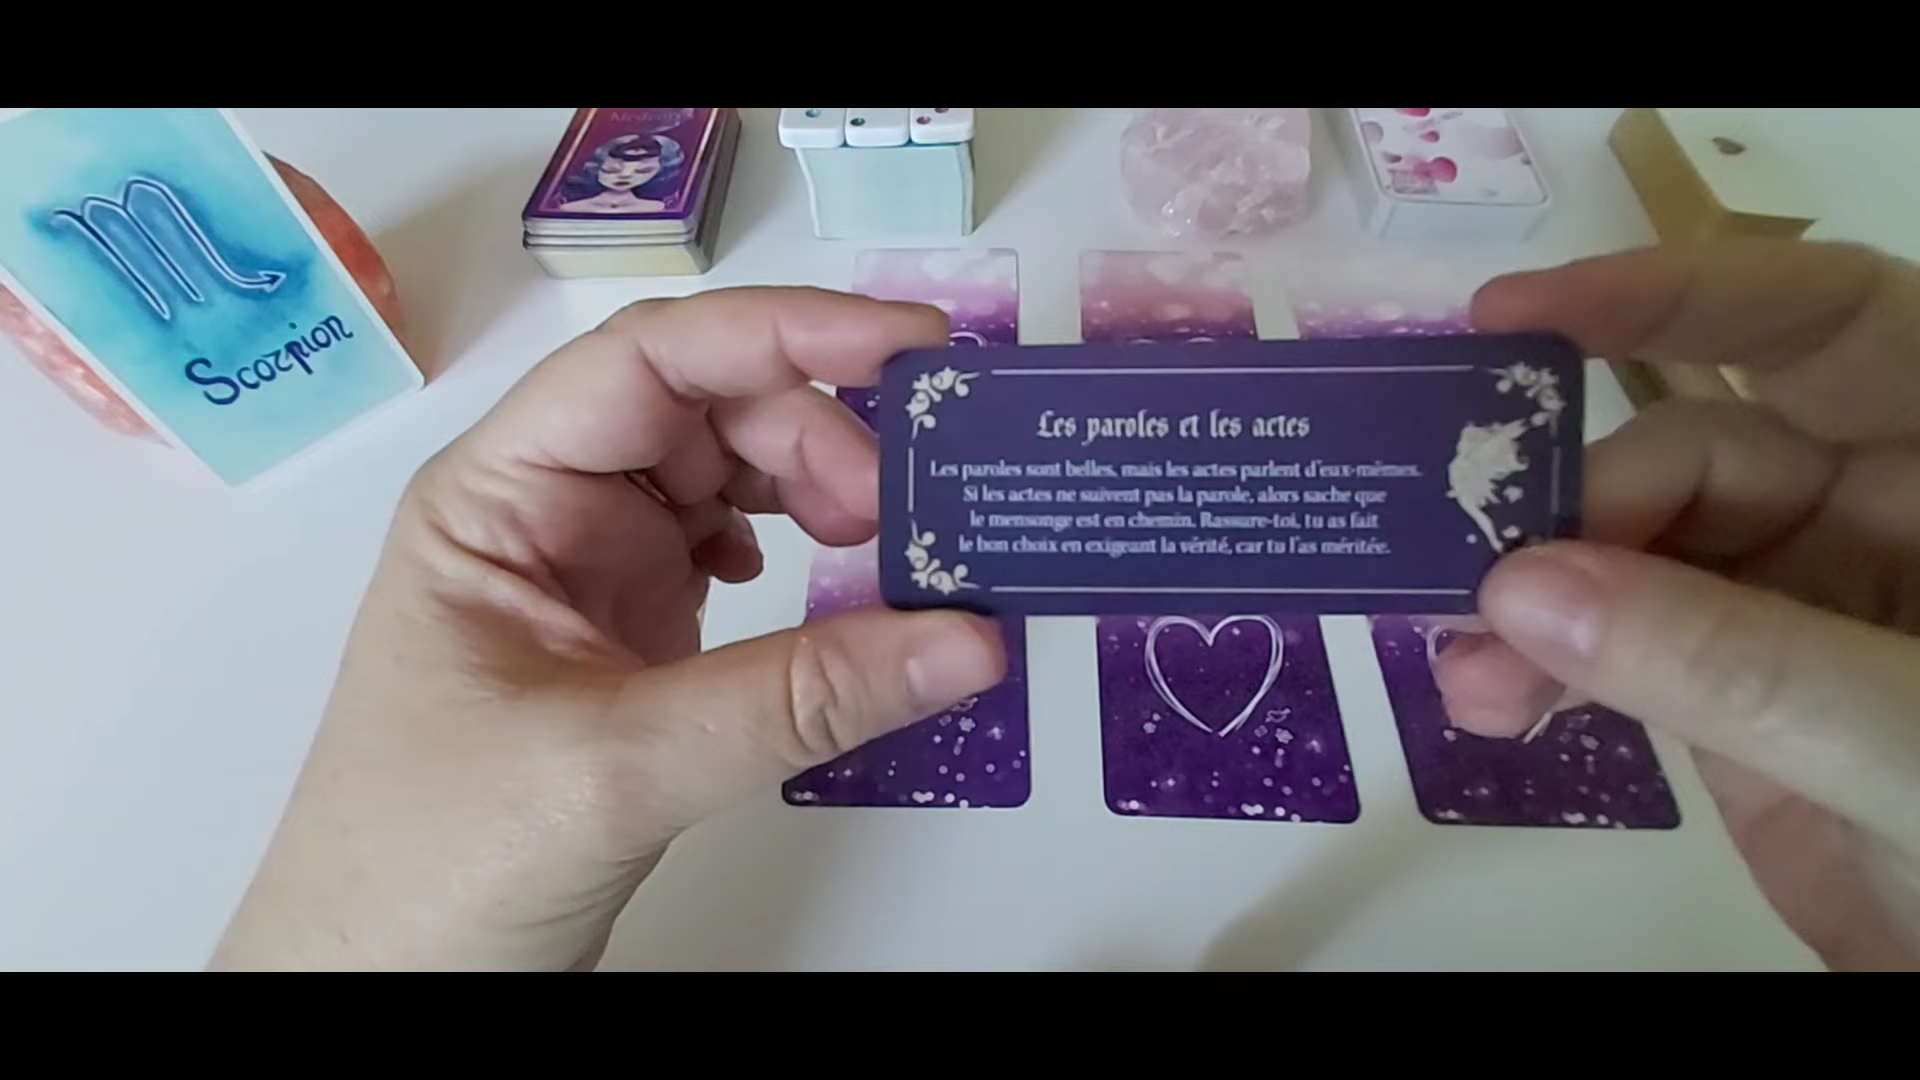 Scorpion
Les paroles et les actes
Les paroles sont belles, mais les actes parlent d'eux-mêmes.
Si les actes ne suivent pas la parole, alors sache que
le mensonge est en chemin. Rassure-toi, tu as fait
le bon choix en exigeant la vérité, car tu l'as méritée.